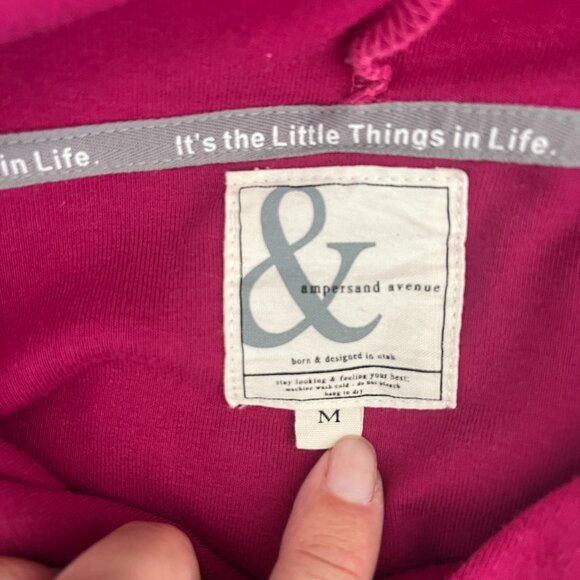 in Life. It's the Little Things in Life.
&
ampersand avenue
born & designed in utah
stay looking & feeling your best:
machine wash cold - do not bleach
hang to dry
M